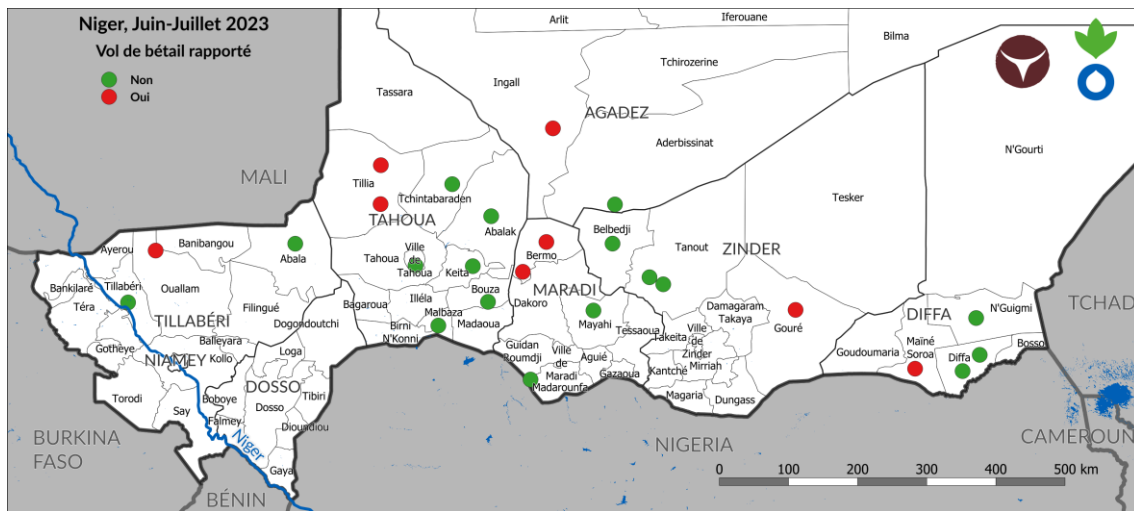 Niger, Juin-Juillet 2023
Vol de bétail rapporté
Non
Oui
Arlit
Iferouane
Bilma
Tchirozerine
Ingall
Tassara
AGADEZ
Aderbissinat
N'Gourti
MALI
Tillia
Tchintabaraden
TAHOUA
Abalak
Tesker
Belbedji
Tanout
ZINDER
Ayerou
Banibangou
Abala
Tahoua
Ville
de
Tahoua
Keita
Bermo
Bankilaré
Tillabéri
Ouallam
Téra
Filingué
Bagaroua
Illéla
Bouza
Dakoro
MARADI
Malbaza
Birni
N'Konni
Madaoua
Mayahi
Tessaoua
Damagaram
Takaya
Gouré
DIFFA
N'Guigmi
TCHAD
TILLABÉRI
Dogondoutchi
Gotheye
NIAMEY
Balleyara
Kollo
Loga
Guidan
Roumdji
Ville
de
Maradi
Madarounfa
Aguié
Gazaoua
Takeita
Ville
de
Zinder
Mirriah
Kantché
Magaria
Dungass
Goudoumaria
Maïné
Soroa
Diffa
Bosso
Torodi
Say
Boboye
DOSSO
Dosso
Tibiri
Falmey
Dioundiou
Gaya
Niger
BURKINA
FASO
BÉNIN
NIGERIA
CAMEROUN
0 100 200 300 400 500 km